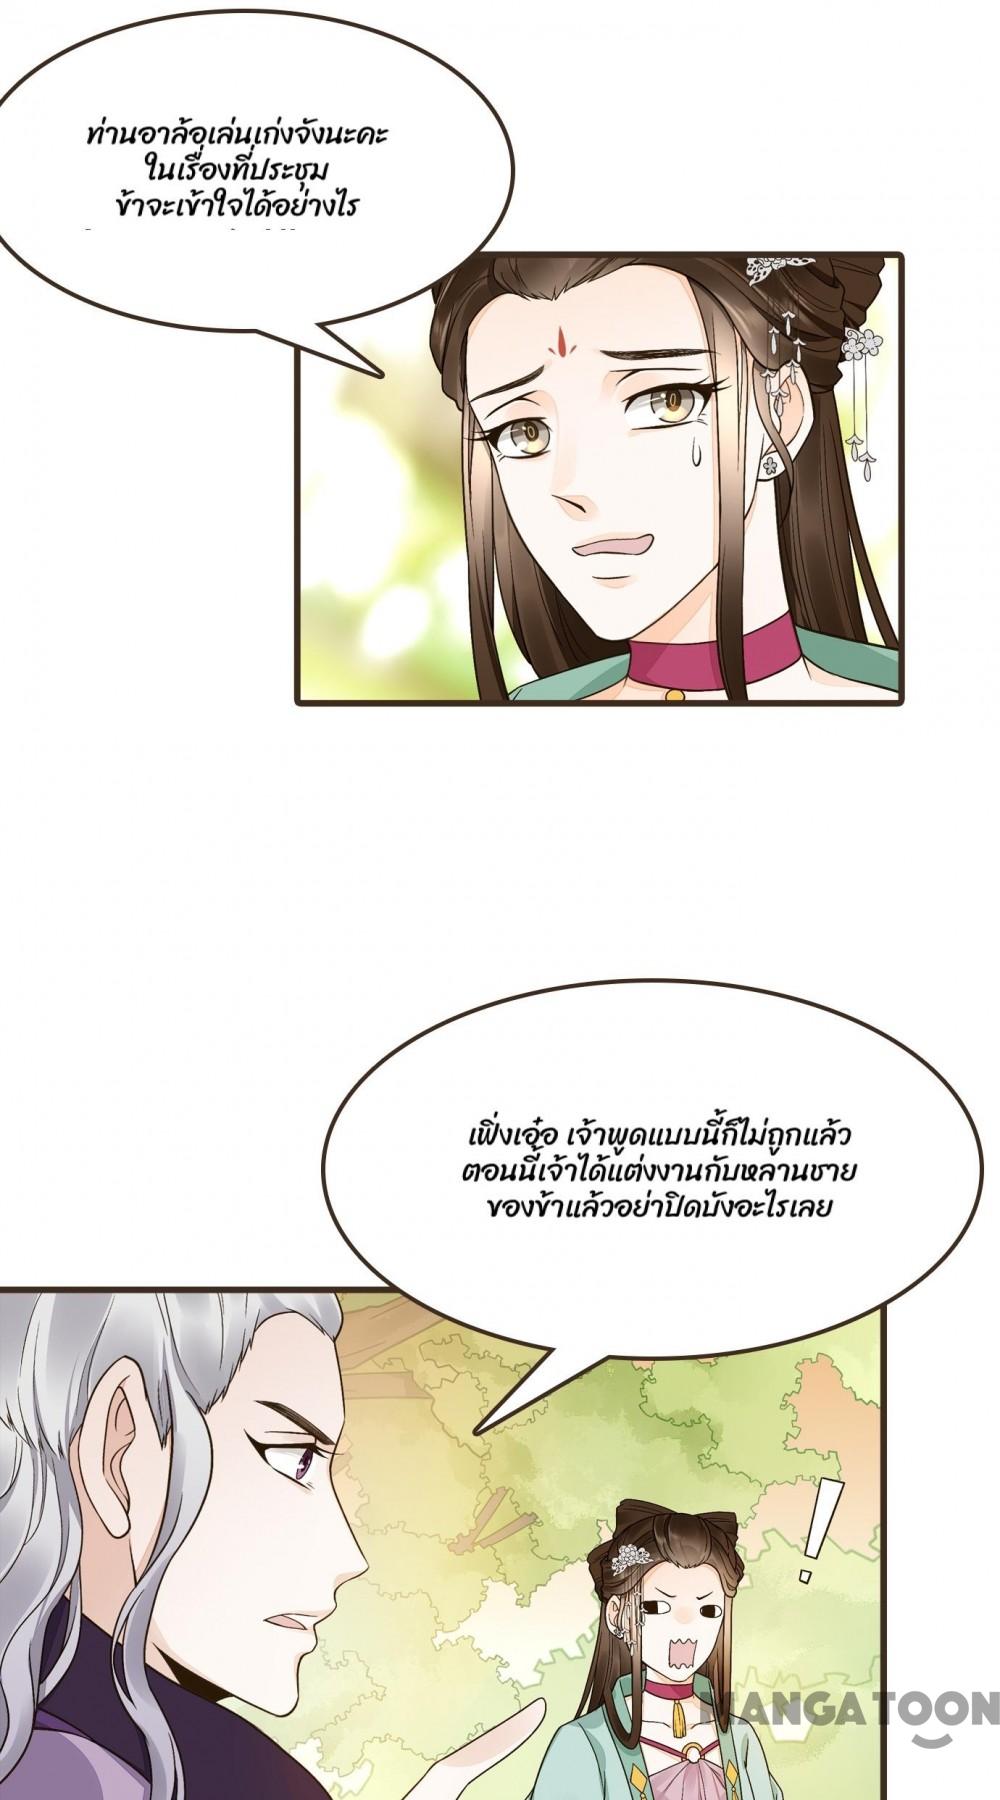 ท่านอาล้อเล่นเก่งจังนะคะ
ในเรื่องที่ประชุม
ข้าจะเข้าใจได้อย่างไร
เฟิ่งเอ๋อ เจ้าพูดแบบนี้ก็ไม่ถูกแล้ว
ตอนนี้เจ้าได้แต่งงานกับหลานชาย
ของข้าแล้วอย่าปิดบังอะไรเลย
!
MANGATOON